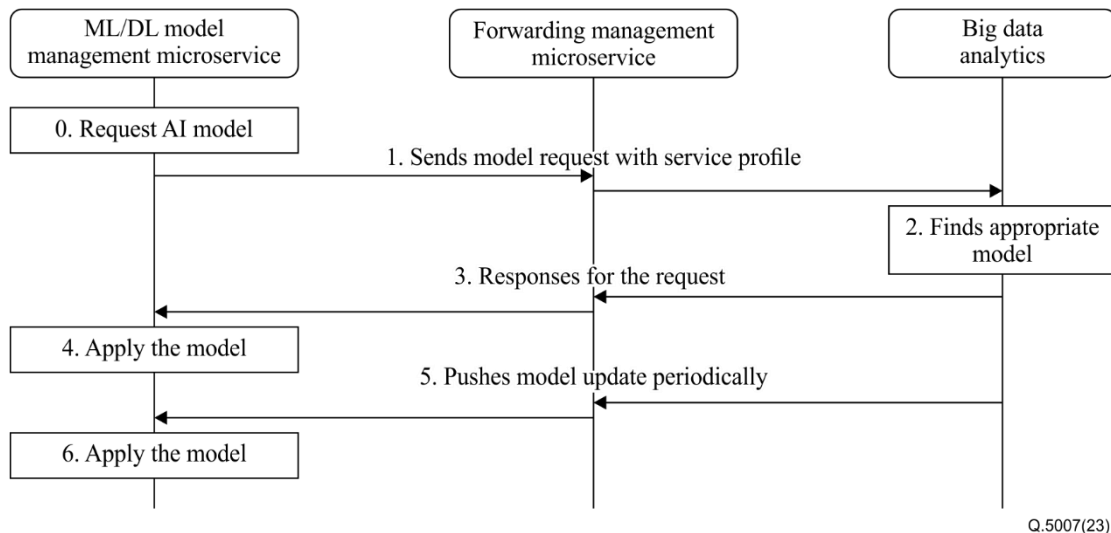 ML/DL model
management microservice
Forwarding management
microservice
Big data
analytics
0. Request AI model
1. Sends model request with service profile
2. Finds appropriate
model
3. Responses for the request
4. Apply the model
5. Pushes model update periodically
6. Apply the model
Q.5007(23)